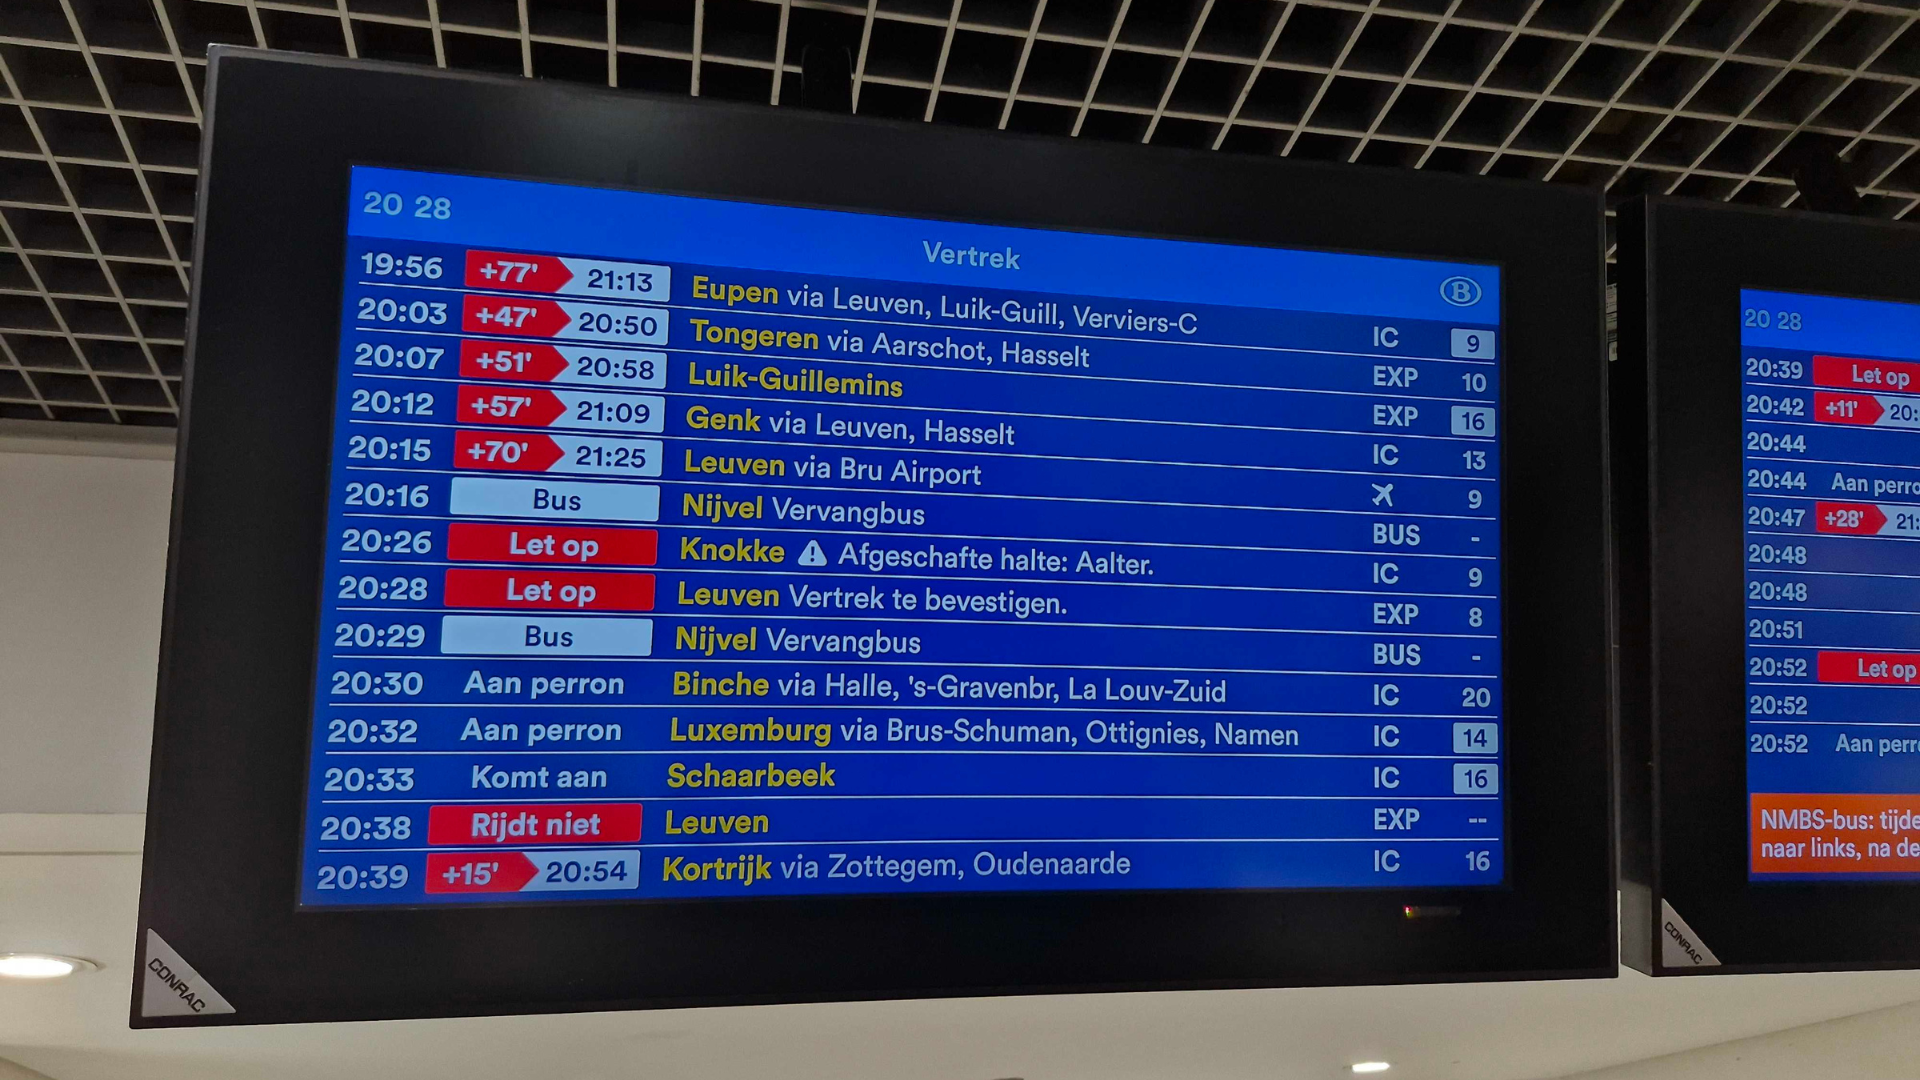 20 28
Vertrek
B
19:56 +77' 21:13 Eupen via Leuven, Luik-Guill, Verviers-C IC 9
20:03 +47' 20:50 Tongeren via Aarschot, Hasselt EXP 10
20:07 +51' 20:58 Luik-Guillemins EXP 16
20:12 +57' 21:09 Genk via Leuven, Hasselt IC 13
20:15 +70' 21:25 Leuven via Bru Airport 9
20:16 Bus Nijvel Vervangbus BUS -
20:26 Let op Knokke Afgeschafte halte: Aalter. IC 9
20:28 Let op Leuven Vertrek te bevestigen. EXP 8
20:29 Bus Nijvel Vervangbus BUS -
20:30 Aan perron Binche via Halle, 's-Gravenbr, La Louv-Zuid IC 20
20:32 Aan perron Luxemburg via Brus-Schuman, Ottignies, Namen IC 14
20:33 Komt aan Schaarbeek IC 16
20:38 Rijdt niet Leuven EXP --
20:39 +15' 20:54 Kortrijk via Zottegem, Oudenaarde IC 16
CONRAC
20 28
20:39 Let op
20:42 +11' 20:
20:44
20:44 Aan perro
20:47 +28' 21:
20:48
20:48
20:51
20:52 Let op
20:52
20:52 Aan perr
NMBS-bus: tijde
naar links, na de
CONRAC